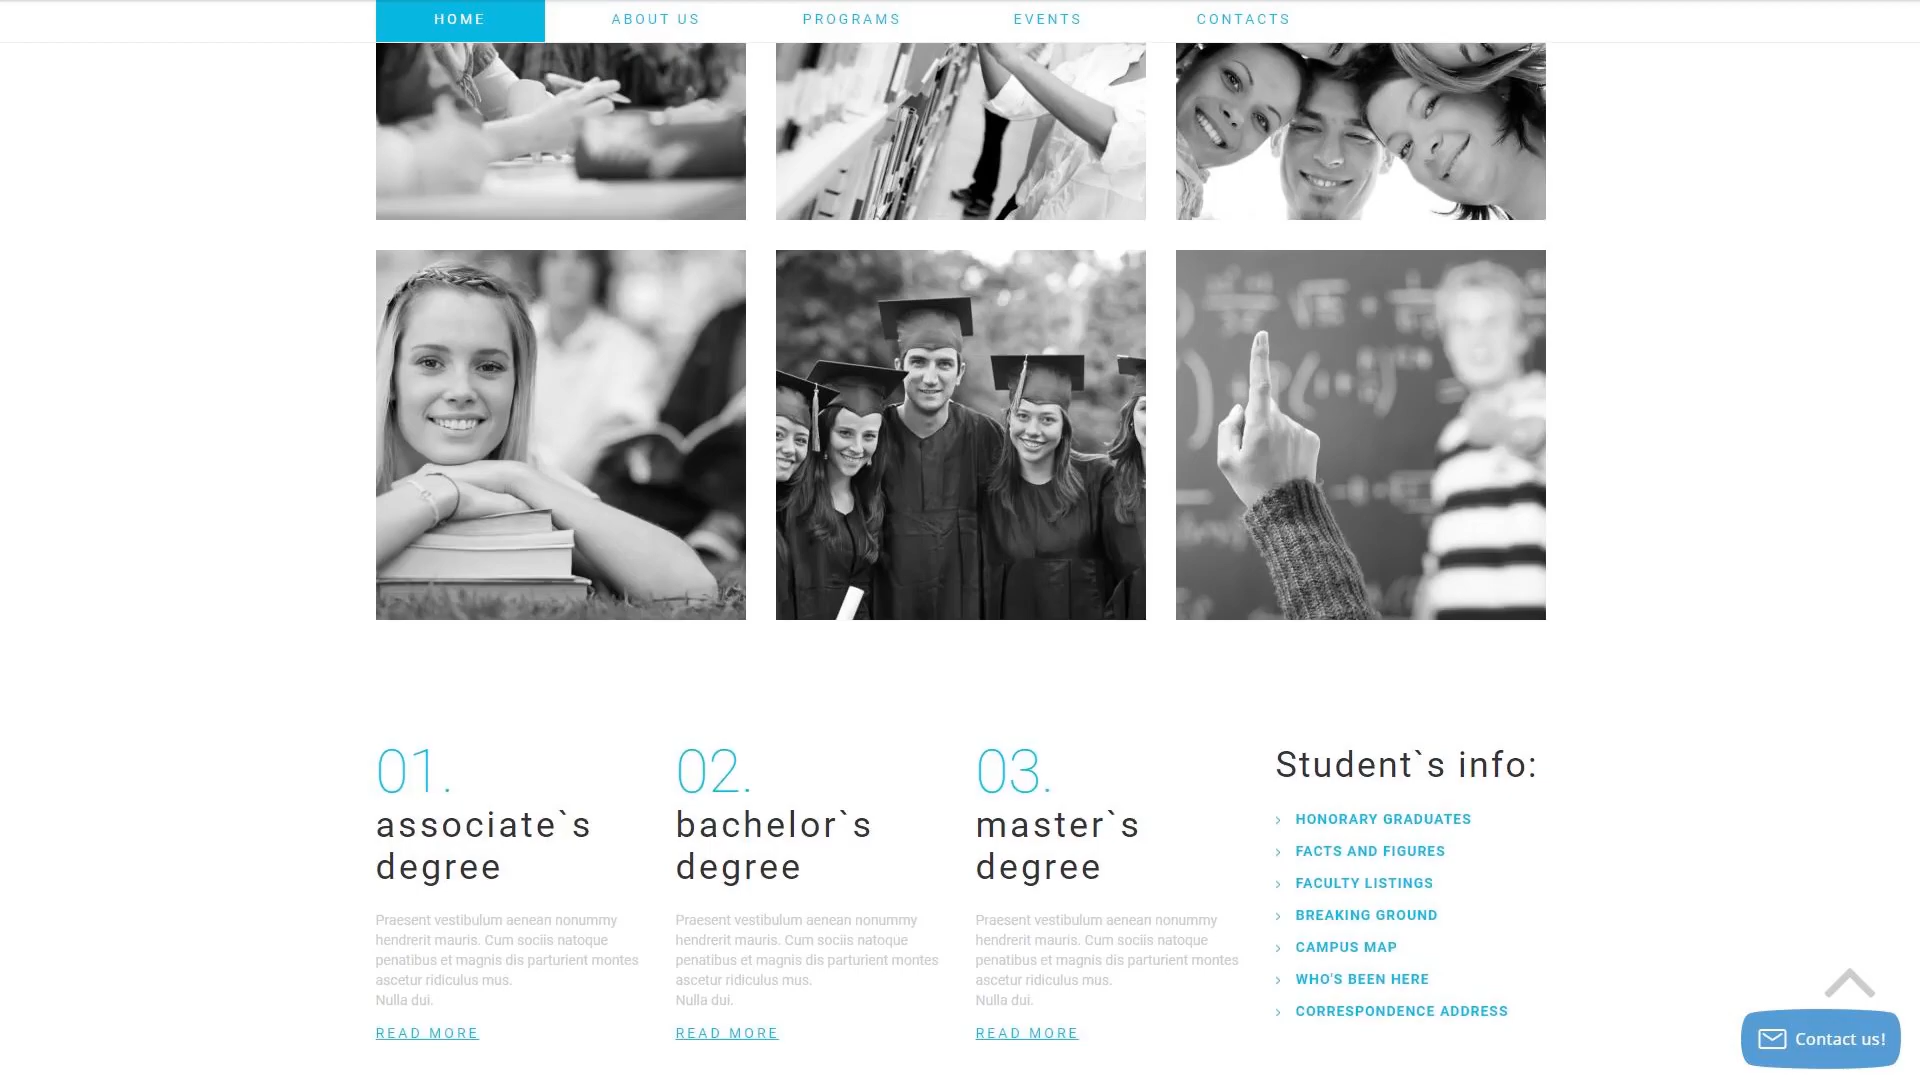 HOME
ABOUT US
PROGRAMS
EVENTS
CONTACTS
01.
associate`s
degree
Praesent vestibulum aenean nonummy
hendrerit mauris. Cum sociis natoque
penatibus et magnis dis parturient montes
ascetur ridiculus mus.
Nulla dui.
READ MORE
02.
bachelor`s
degree
Praesent vestibulum aenean nonummy
hendrerit mauris. Cum sociis natoque
penatibus et magnis dis parturient montes
ascetur ridiculus mus.
Nulla dui.
READ MORE
03.
master`s
degree
Praesent vestibulum aenean nonummy
hendrerit mauris. Cum sociis natoque
penatibus et magnis dis parturient montes
ascetur ridiculus mus.
Nulla dui.
READ MORE
Student`s info:
HONORARY GRADUATES
FACTS AND FIGURES
FACULTY LISTINGS
BREAKING GROUND
CAMPUS MAP
WHO'S BEEN HERE
CORRESPONDENCE ADDRESS
Contact us!